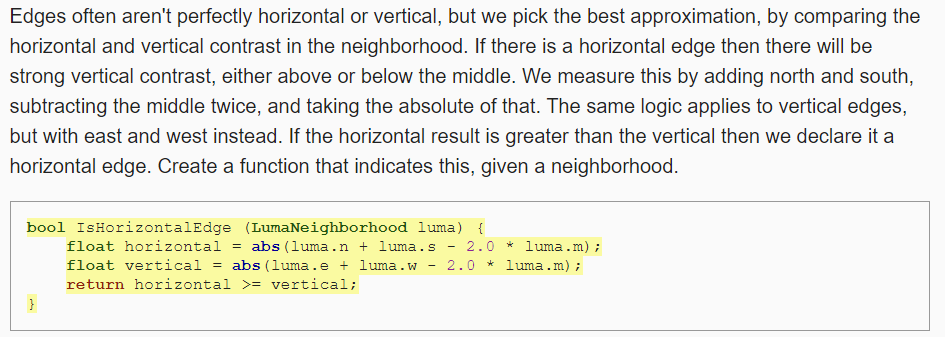 Edges often aren't perfectly horizontal or vertical, but we pick the best approximation, by comparing the
horizontal and vertical contrast in the neighborhood. If there is a horizontal edge then there will be
strong vertical contrast, either above or below the middle. We measure this by adding north and south,
subtracting the middle twice, and taking the absolute of that. The same logic applies to vertical edges,
but with east and west instead. If the horizontal result is greater than the vertical then we declare it a
horizontal edge. Create a function that indicates this, given a neighborhood.
bool IsHorizontalEdge (LumaNeighborhood luma) {
    float horizontal = abs(luma.n + luma.s - 2.0 * luma.m);
    float vertical = abs(luma.e + luma.w - 2.0 * luma.m);
    return horizontal >= vertical;
}